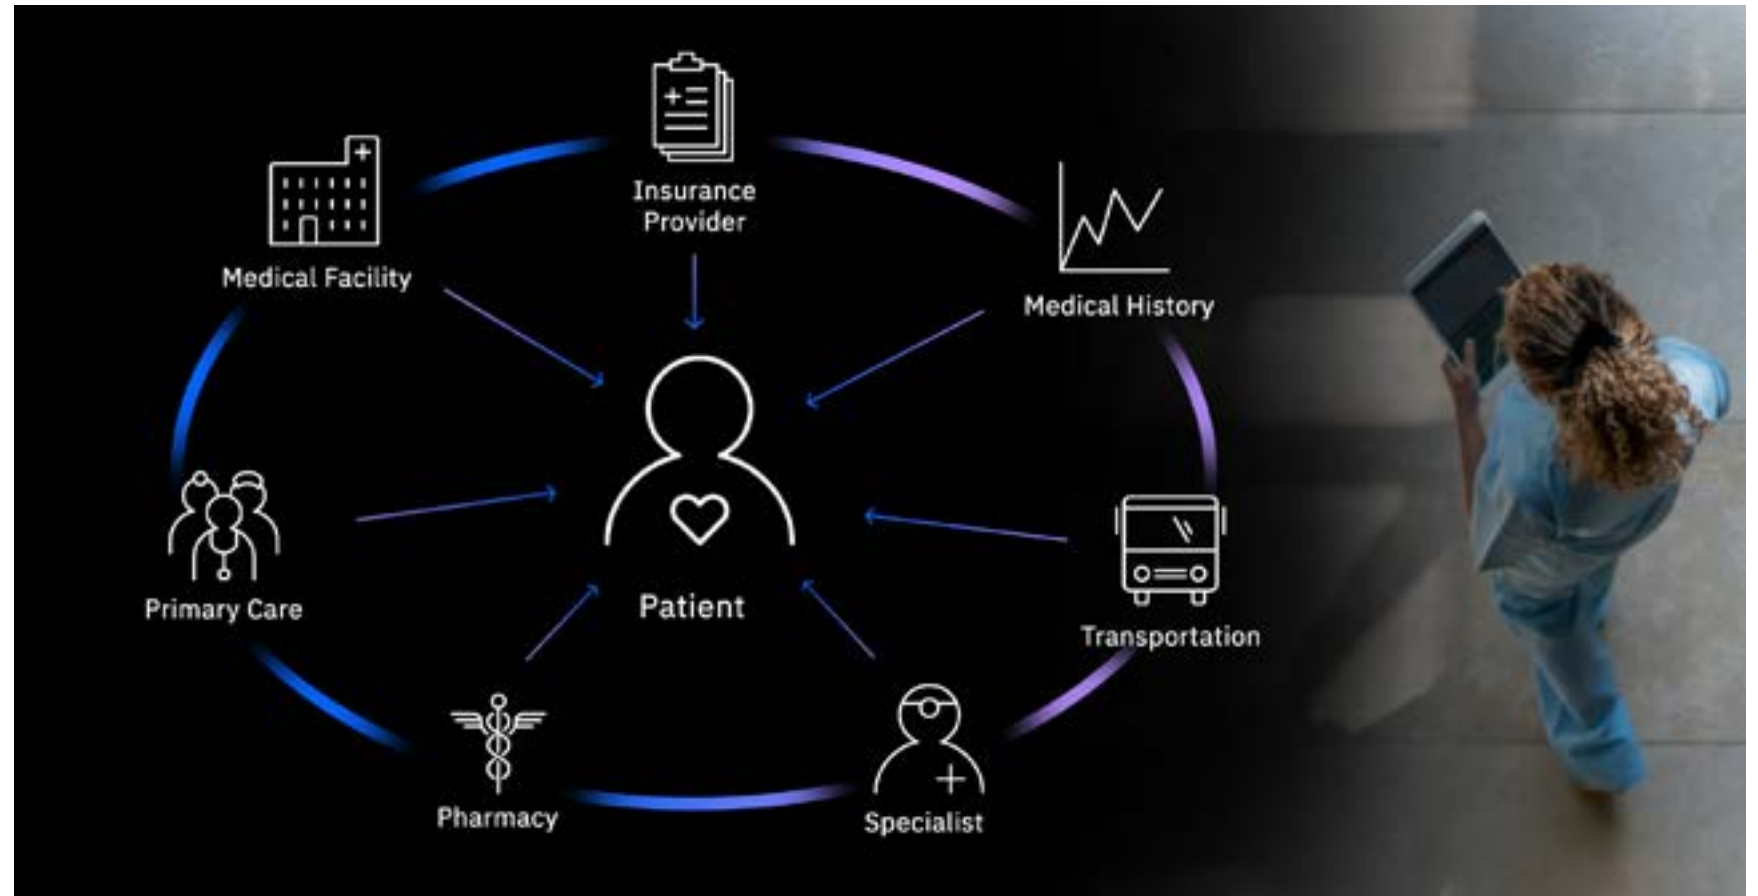 Insurance
Provider
Medical Facility
Medical History
Patient
Primary Care
Transportation
Pharmacy
Specialist